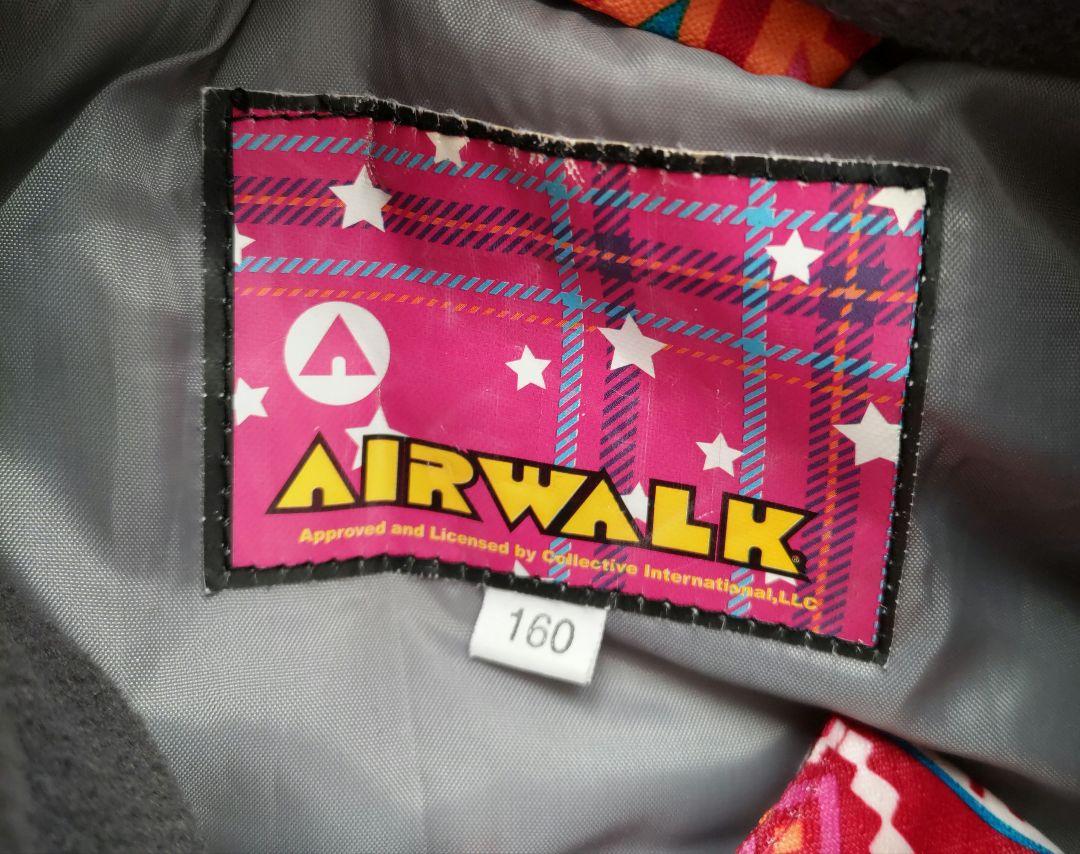 AIRWALK®
Approved and Licensed by Collective International,LLC
160